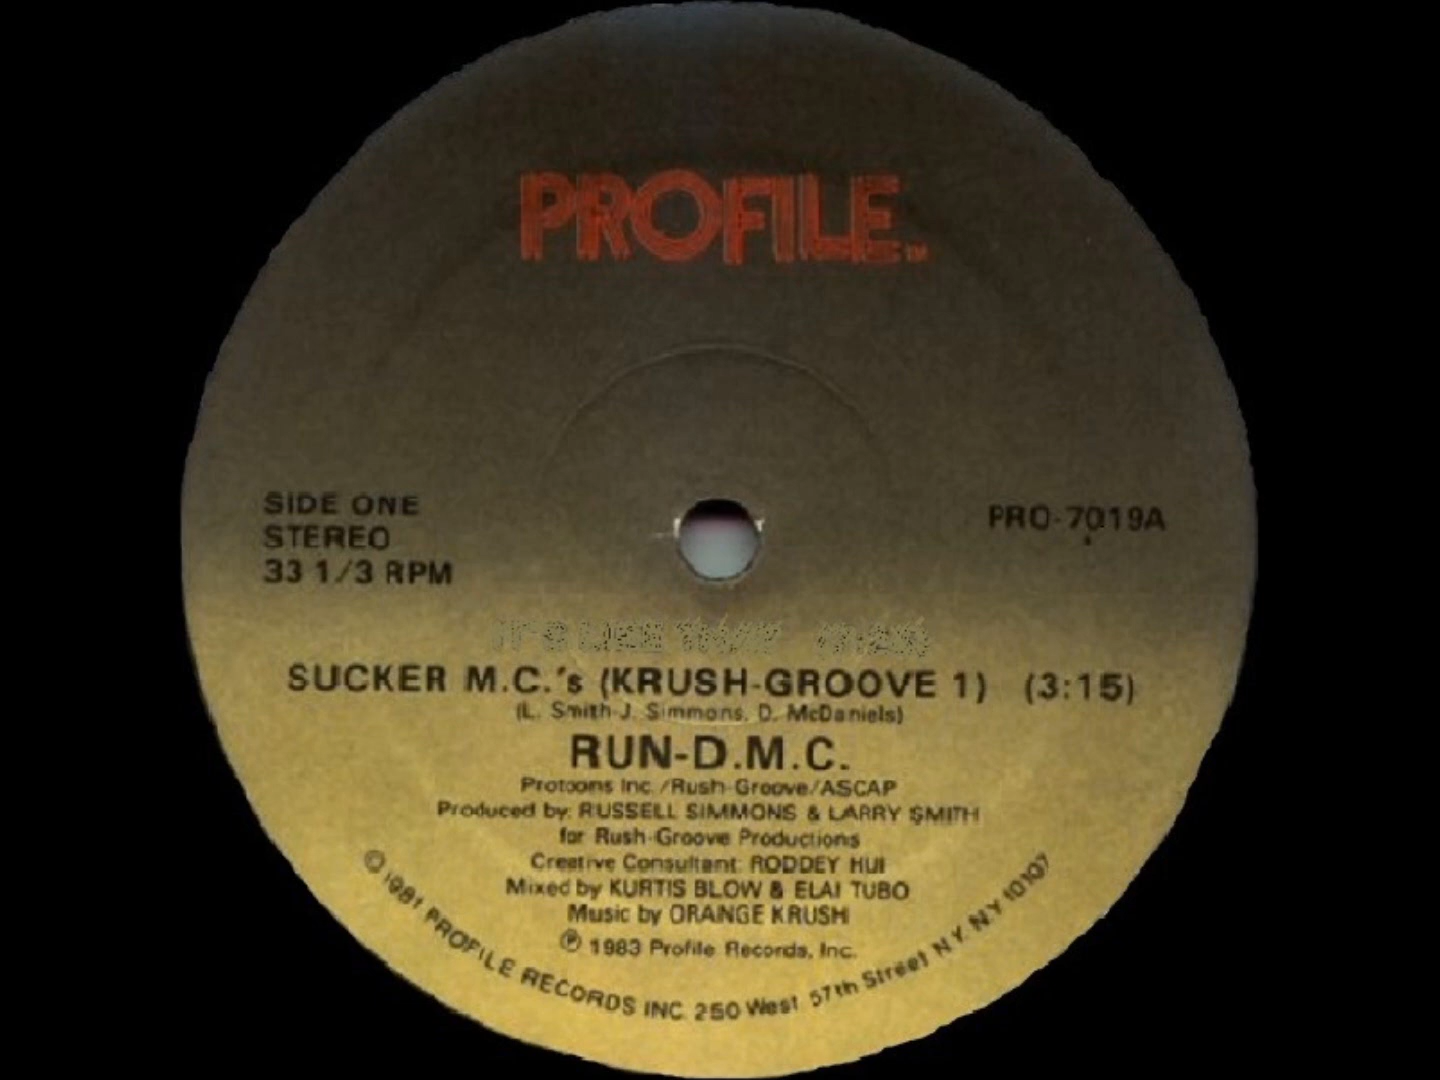 PROFILE™
SIDE ONE
STEREO
33 1/3 RPM
PRO-7019A
SUCKER M.C.'s (KRUSH-GROOVE 1) (3:15)
(L. Smith-J. Simmons, D. McDaniels)
RUN-D.M.C.
Protoons Inc./Rush-Groove/ASCAP
Produced by: RUSSELL SIMMONS & LARRY SMITH
for Rush-Groove Productions
Creative Consultant: RODDEY HUI
Mixed by KURTIS BLOW & ELAI TUBO
Music by ORANGE KRUSH
℗ 1983 Profile Records, Inc.
© 1981 PROFILE RECORDS INC. 250 West 57th Street N.Y. N.Y 10107